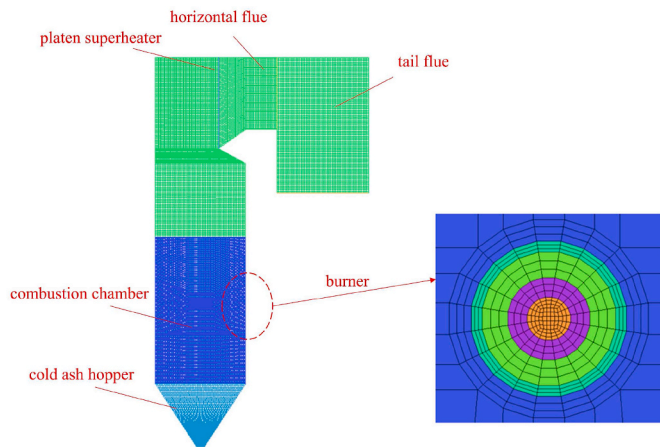 horizontal flue
platen superheater
tail flue
burner
combustion chamber
cold ash hopper